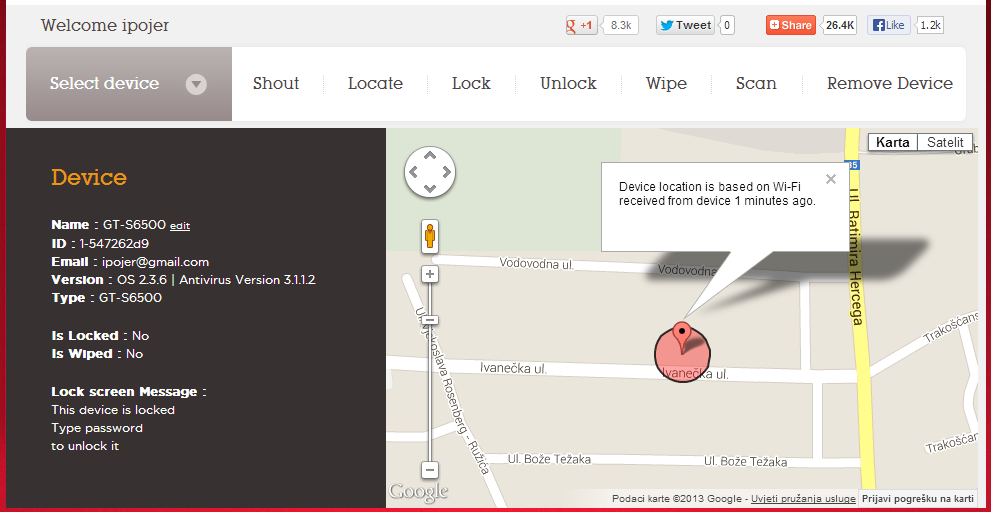 Welcome ipojer
+1 8.3k Tweet 0 Share 26.4K Like 1.2k
Select device Shout Locate Lock Unlock Wipe Scan Remove Device
Device
Name : GT-S6500 edit
ID : 1-547262d9
Email : ipojer@gmail.com
Version : OS 2.3.6 | Antivirus Version 3.1.1.2
Type : GT-S6500
Is Locked : No
Is Wiped : No
Lock screen Message :
This device is locked
Type password
to unlock it
Karta Satelit
Device location is based on Wi-Fi
received from device 1 minutes ago.
Ul. Batimira Hercega
Vodovodna ul.
Vodovodna
Trakošćans
Ivanečka ul.
Ivanečka ul.
Rosenberg - Ružića
Ul. Bože Težaka
Ul. Bože Težaka
Trakošćan
Google
Podaci karte ©2013 Google - Uvjeti pružanja usluge
Prijavi pogrešku na karti